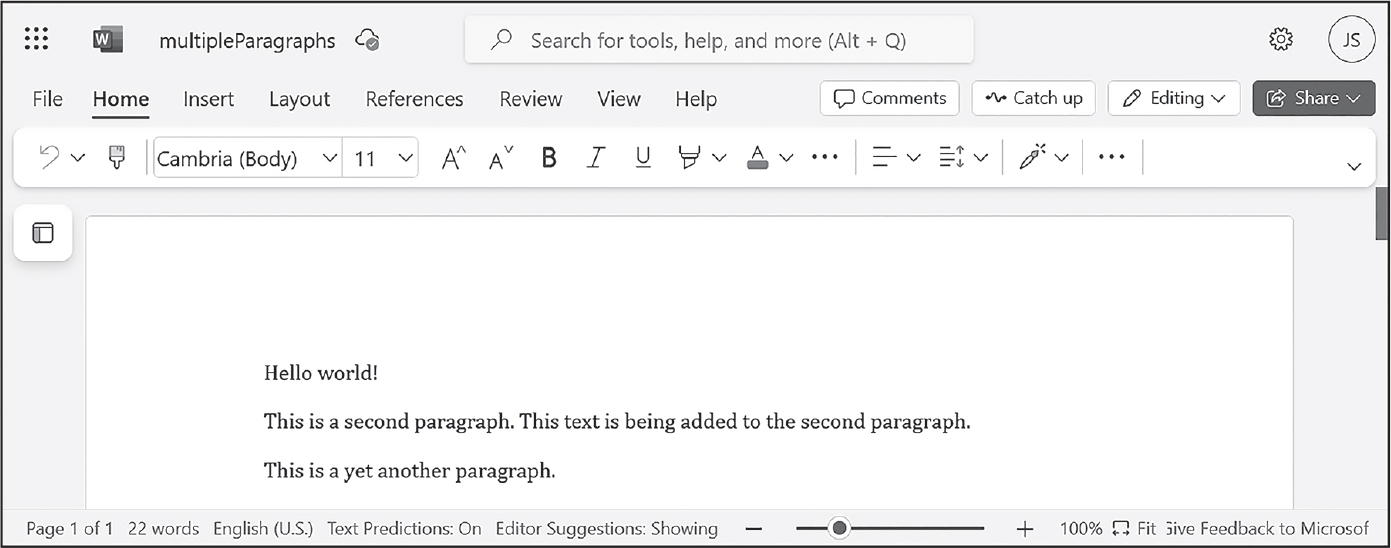 W multipleParagraphs Search for tools, help, and more (Alt + Q) JS
File Home Insert Layout References Review View Help Comments Catch up Editing Share
Cambria (Body) 11 A A B I U A
Hello world!
This is a second paragraph. This text is being added to the second paragraph.
This is a yet another paragraph.
Page 1 of 1 22 words English (U.S.) Text Predictions: On Editor Suggestions: Showing 100% Fit Give Feedback to Microsof